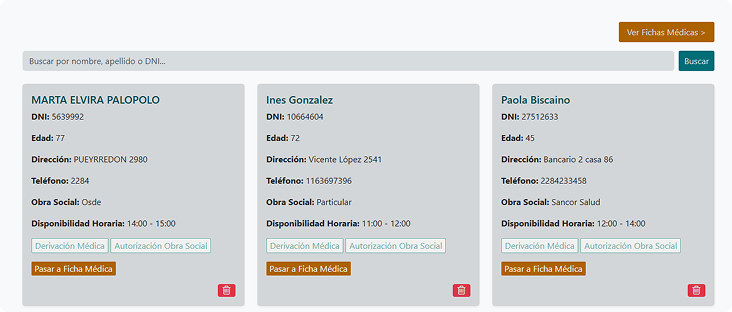 Ver Fichas Médicas >
Buscar por nombre, apellido o DNI...
Buscar
MARTA ELVIRA PALOPOLO
DNI: 5639992
Edad: 77
Dirección: PUEYRREDON 2980
Teléfono: 2284
Obra Social: Osde
Disponibilidad Horaria: 14:00 - 15:00
Derivación Médica
Autorización Obra Social
Pasar a Ficha Médica
Ines Gonzalez
DNI: 10664604
Edad: 72
Dirección: Vicente López 2541
Teléfono: 1163697396
Obra Social: Particular
Disponibilidad Horaria: 11:00 - 12:00
Derivación Médica
Autorización Obra Social
Pasar a Ficha Médica
Paola Biscaino
DNI: 27512633
Edad: 45
Dirección: Bancario 2 casa 86
Teléfono: 2284233458
Obra Social: Sancor Salud
Disponibilidad Horaria: 12:00 - 14:00
Derivación Médica
Autorización Obra Social
Pasar a Ficha Médica